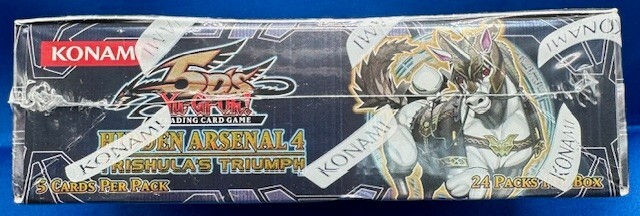 KONAMI
5D's
Yu-Gi-Oh!
TRADING CARD GAME
HIDDEN ARSENAL 4
TRISHULA'S TRIUMPH
5 CARDS PER PACK
24 PACKS PER BOX
KONAMI
KONAMI
KONAMI
KONAMI